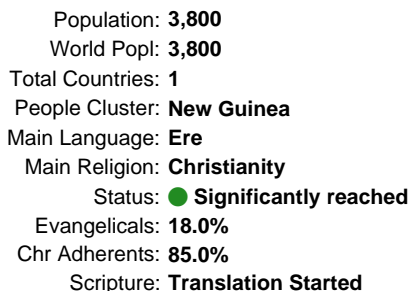 Population: 3,800
World Popl: 3,800
Total Countries: 1
People Cluster: New Guinea
Main Language: Ere
Main Religion: Christianity
Status: Significantly reached
Evangelicals: 18.0%
Chr Adherents: 85.0%
Scripture: Translation Started